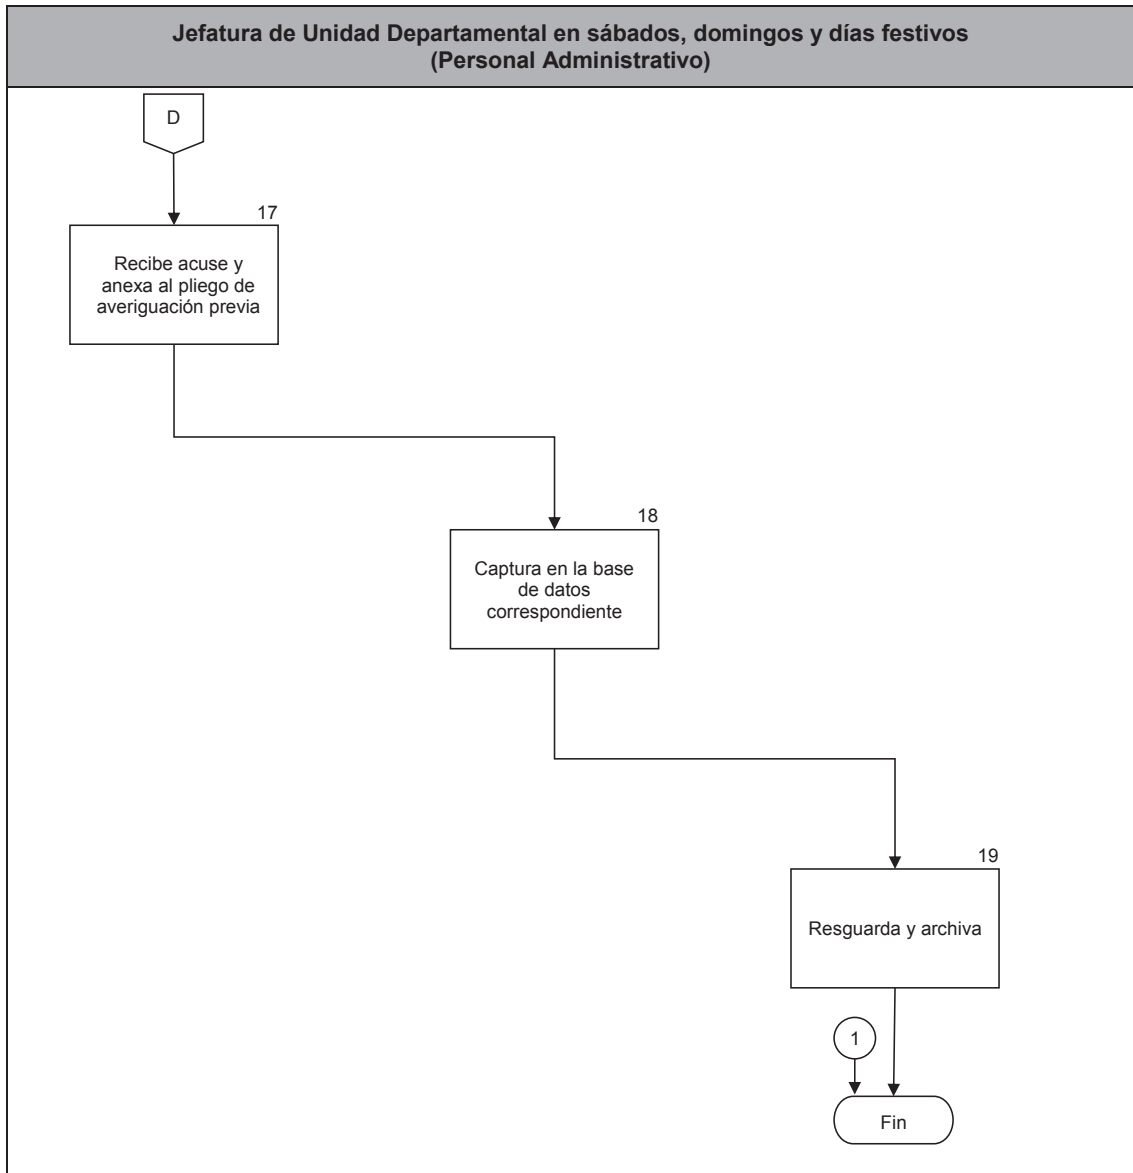 Jefatura de Unidad Departamental en sábados, domingos y días festivos
(Personal Administrativo)
D
17
Recibe acuse y
anexa al pliego de
averiguación previa
18
Captura en la base
de datos
correspondiente
19
Resguarda y archiva
1
Fin